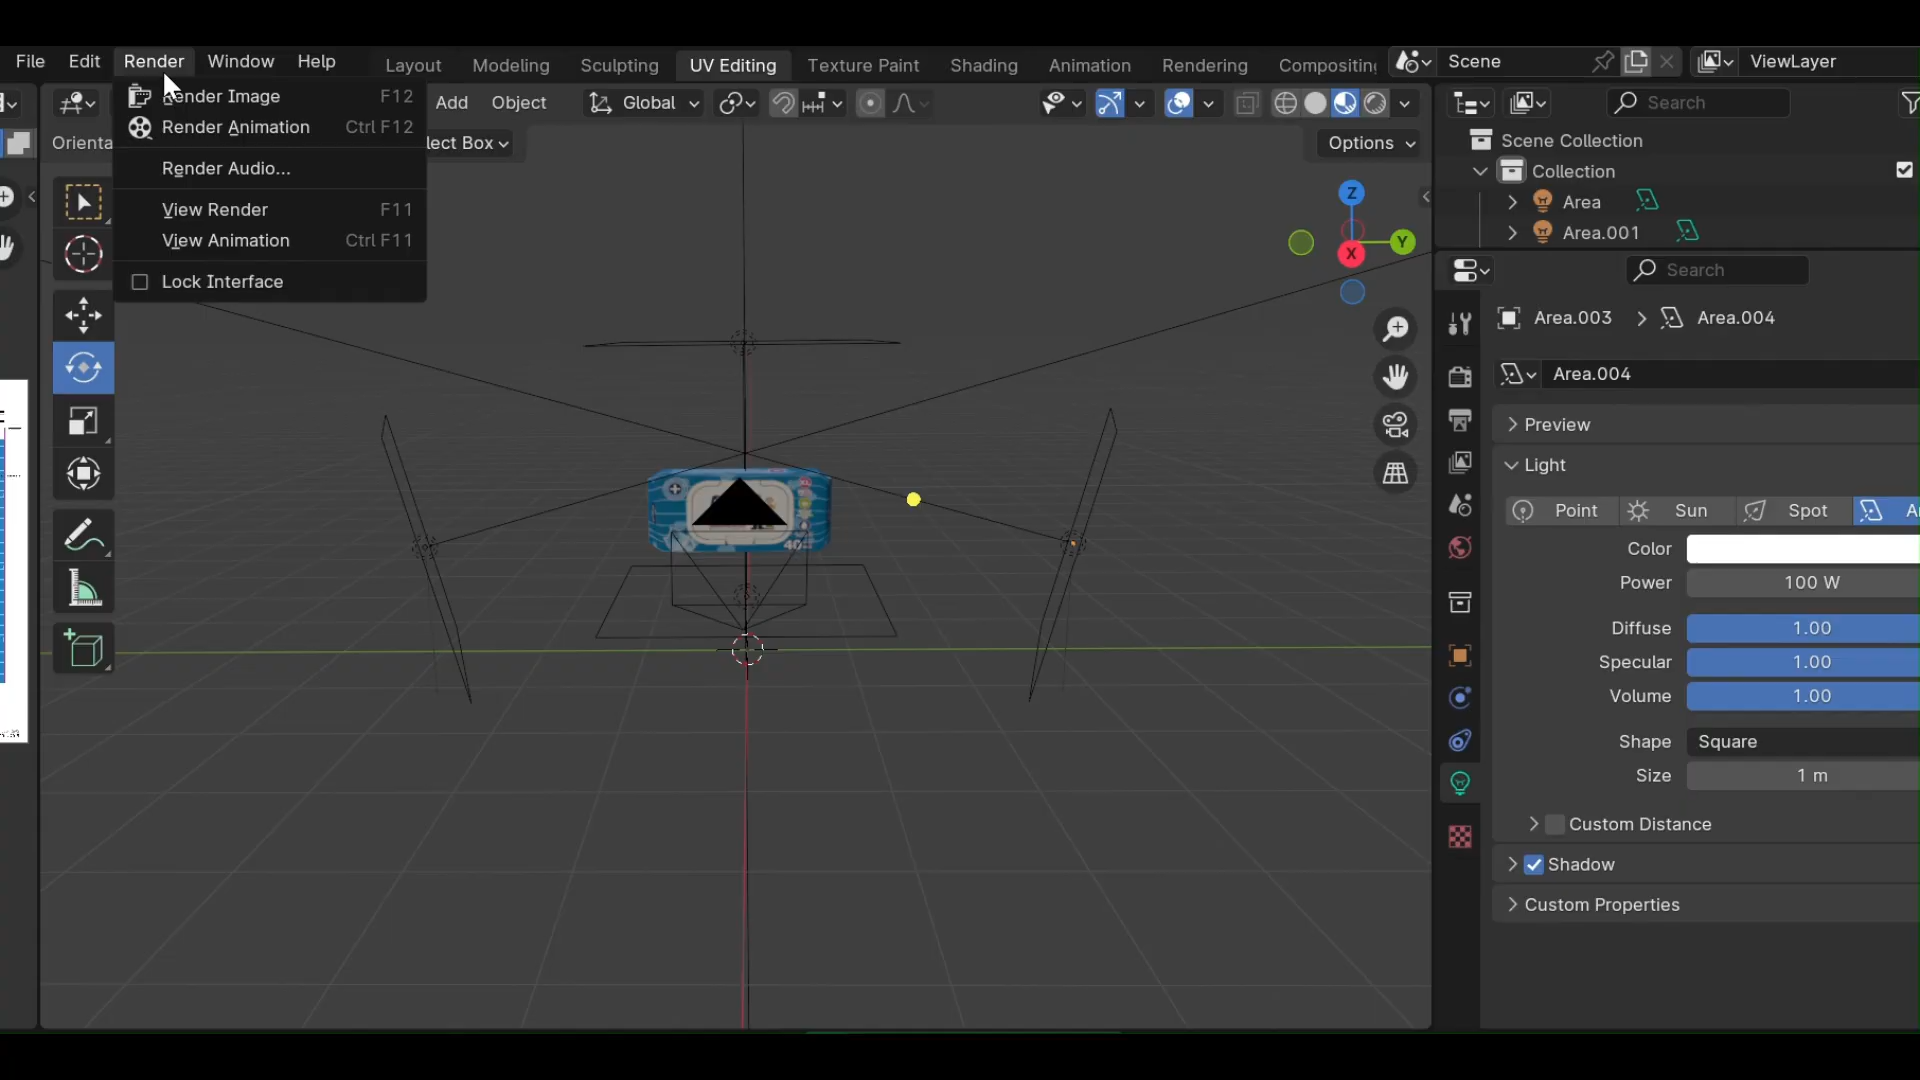 File Edit Render Window Help Layout Modeling Sculpting UV Editing Texture Paint Shading Animation Rendering Compositing Scene ViewLayer
Render Image F12
Render Animation Ctrl F12
Render Audio...
View Render F11
View Animation Ctrl F11
Lock Interface
Add Object Global
Orienta
lect Box
Options
Z
Y
X
40
Search
Scene Collection
Collection
Area
Area.001
Search
Area.003 Area.004
Area.004
Preview
Light
Point Sun Spot A
Color
Power 100 W
Diffuse 1.00
Specular 1.00
Volume 1.00
Shape Square
Size 1 m
Custom Distance
Shadow
Custom Properties